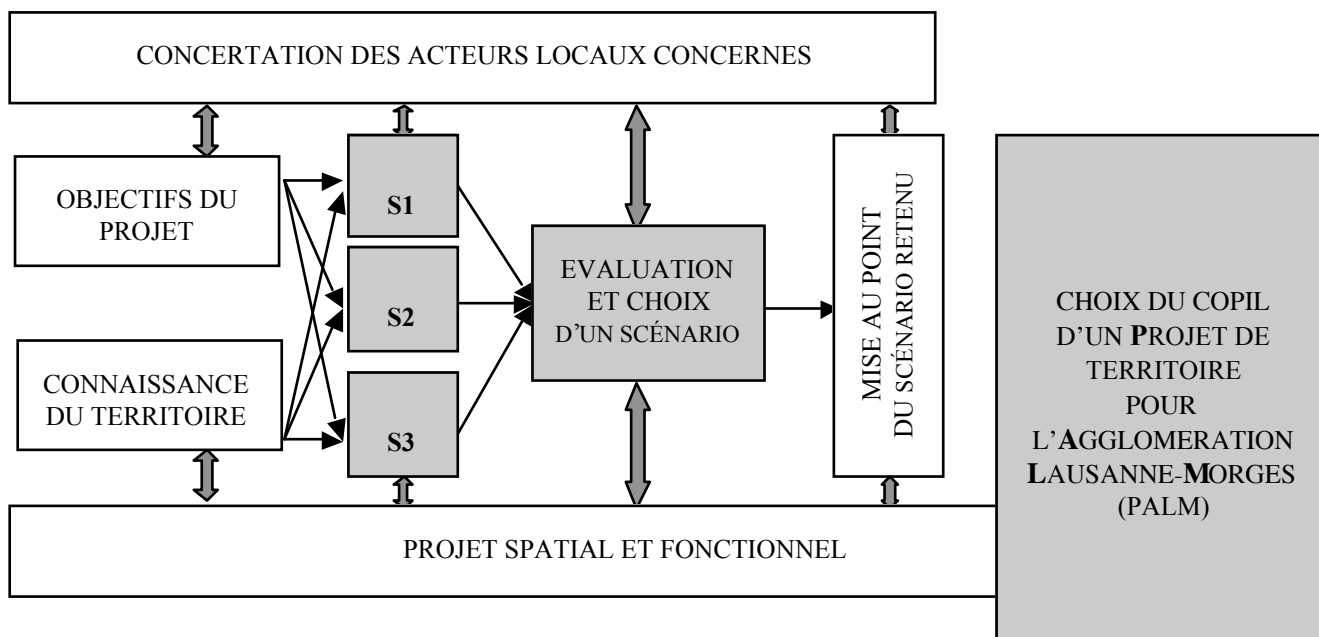 CONCERTATION DES ACTEURS LOCAUX CONCERNES
OBJECTIFS DU
PROJET
CONNAISSANCE
DU TERRITOIRE
S1
S2
S3
EVALUATION
ET CHOIX
D'UN SCÉNARIO
MISE AU POINT
DU SCÉNARIO RETENU
CHOIX DU COPIL
D'UN PROJET DE
TERRITOIRE
POUR
L'AGGLOMERATION
LAUSANNE-MORGES
(PALM)
PROJET SPATIAL ET FONCTIONNEL